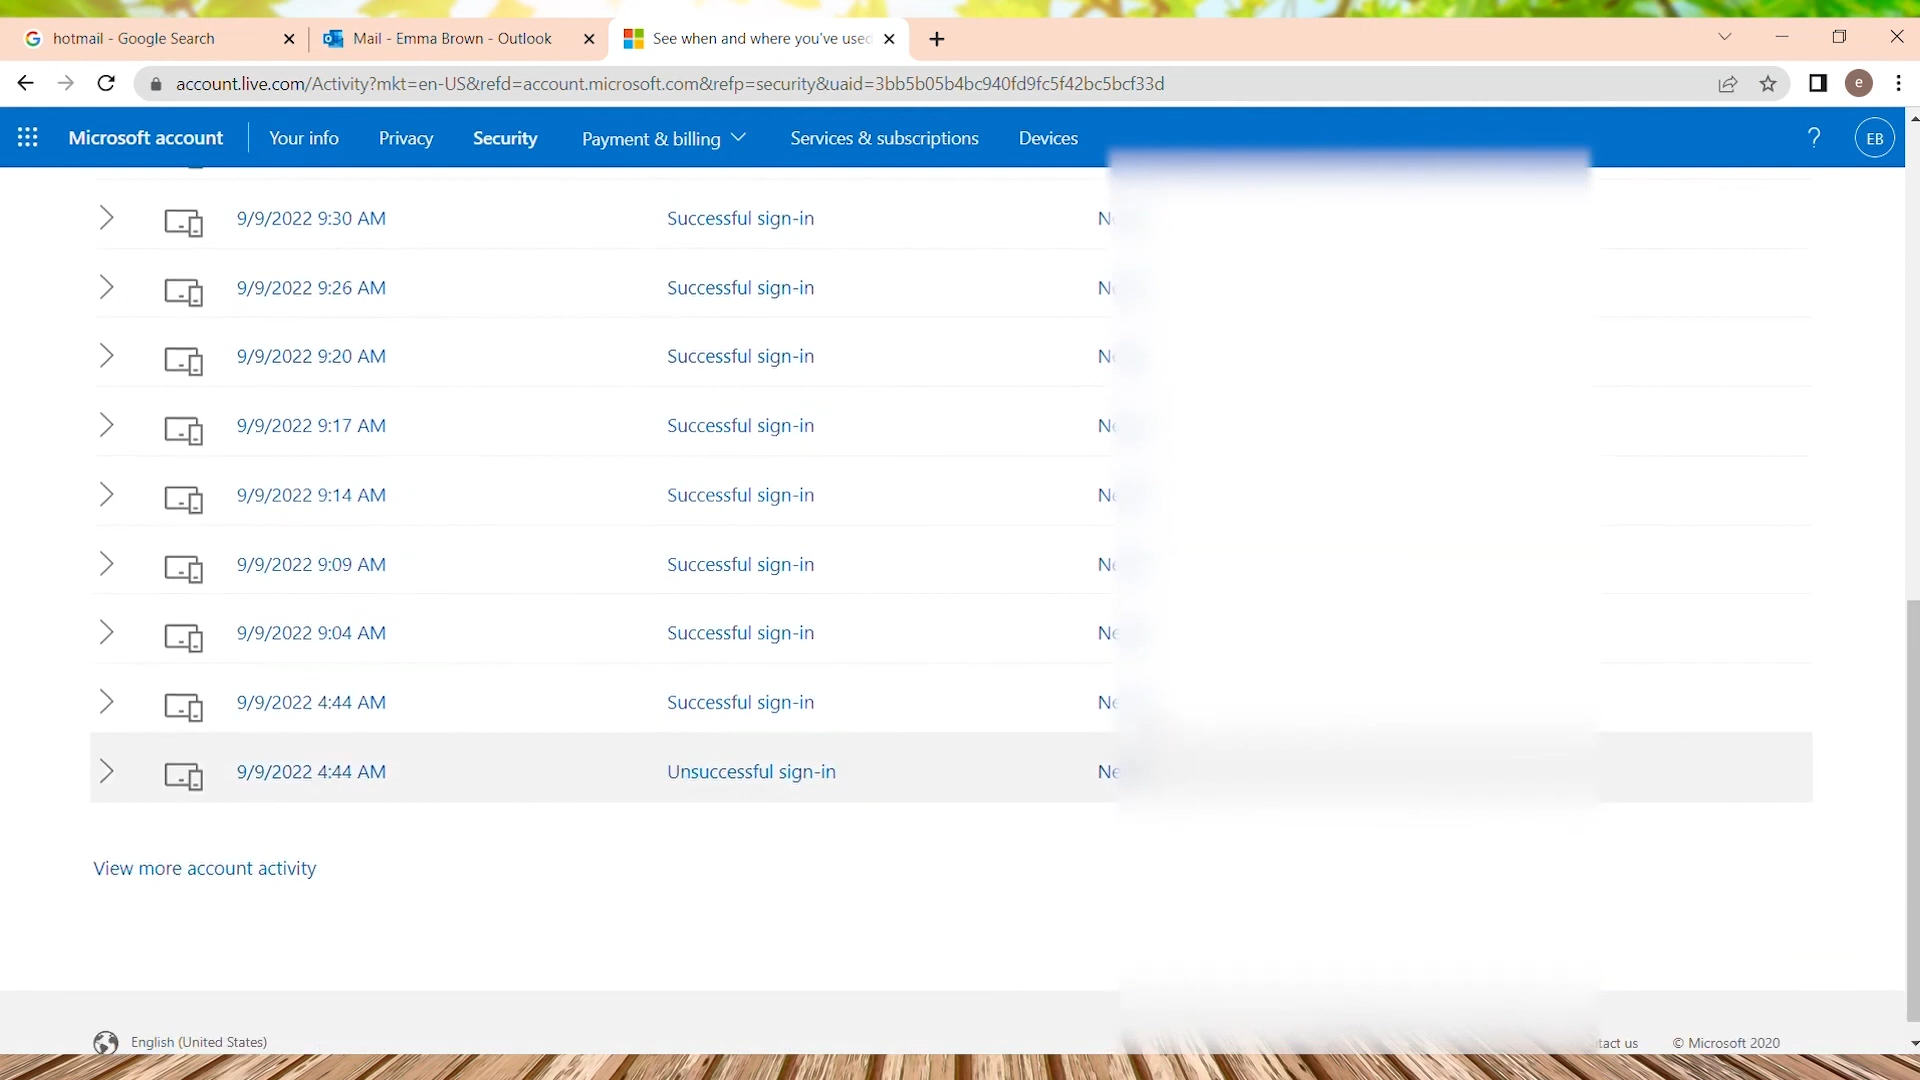 hotmail - Google Search
Mail - Emma Brown - Outlook
See when and where you've used
account.live.com/Activity?mkt=en-US&refd=account.microsoft.com&refp=security&uaid=3bb5b05b4bc940fd9fc5f42bc5bcf33d
e
Microsoft account
Your info
Privacy
Security
Payment & billing
Services & subscriptions
Devices
?
EB
9/9/2022 9:30 AM Successful sign-in
9/9/2022 9:26 AM Successful sign-in
9/9/2022 9:20 AM Successful sign-in
9/9/2022 9:17 AM Successful sign-in
9/9/2022 9:14 AM Successful sign-in
9/9/2022 9:09 AM Successful sign-in
9/9/2022 9:04 AM Successful sign-in
9/9/2022 4:44 AM Successful sign-in
9/9/2022 4:44 AM Unsuccessful sign-in
View more account activity
English (United States)
tact us
© Microsoft 2020